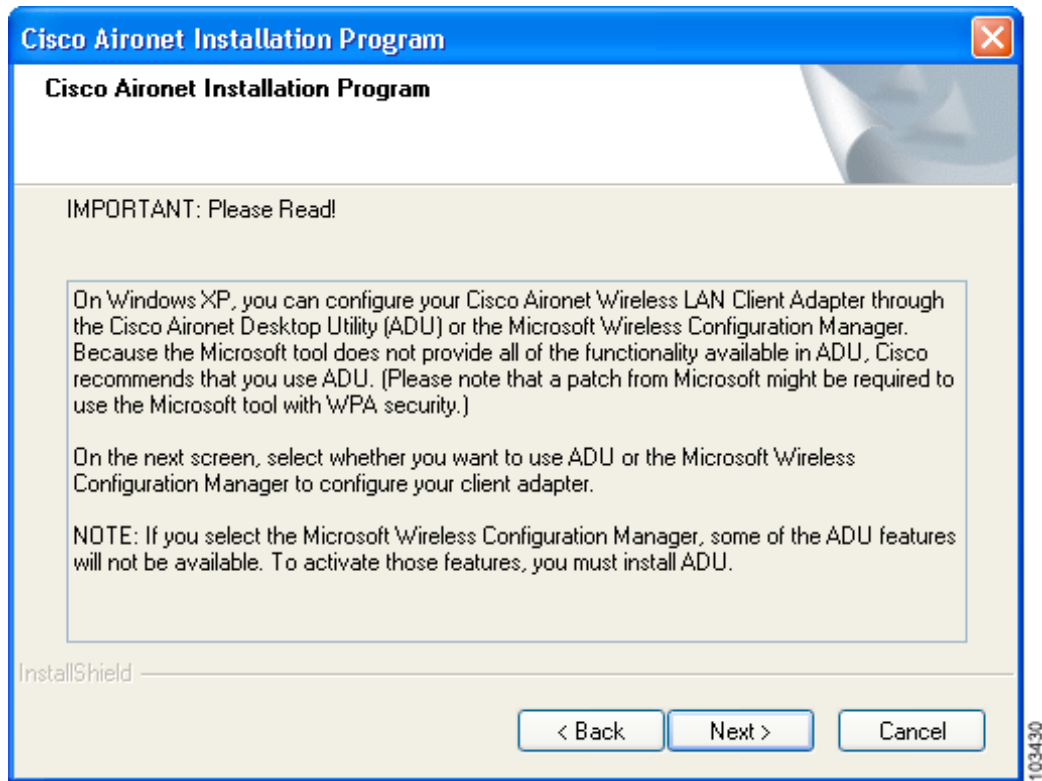 Cisco Aironet Installation Program
Cisco Aironet Installation Program
IMPORTANT: Please Read!
On Windows XP, you can configure your Cisco Aironet Wireless LAN Client Adapter through
the Cisco Aironet Desktop Utility (ADU) or the Microsoft Wireless Configuration Manager.
Because the Microsoft tool does not provide all of the functionality available in ADU, Cisco
recommends that you use ADU. (Please note that a patch from Microsoft might be required to
use the Microsoft tool with WPA security.)
On the next screen, select whether you want to use ADU or the Microsoft Wireless
Configuration Manager to configure your client adapter.
NOTE: If you select the Microsoft Wireless Configuration Manager, some of the ADU features
will not be available. To activate those features, you must install ADU.
InstallShield
< Back
Next >
Cancel
103430